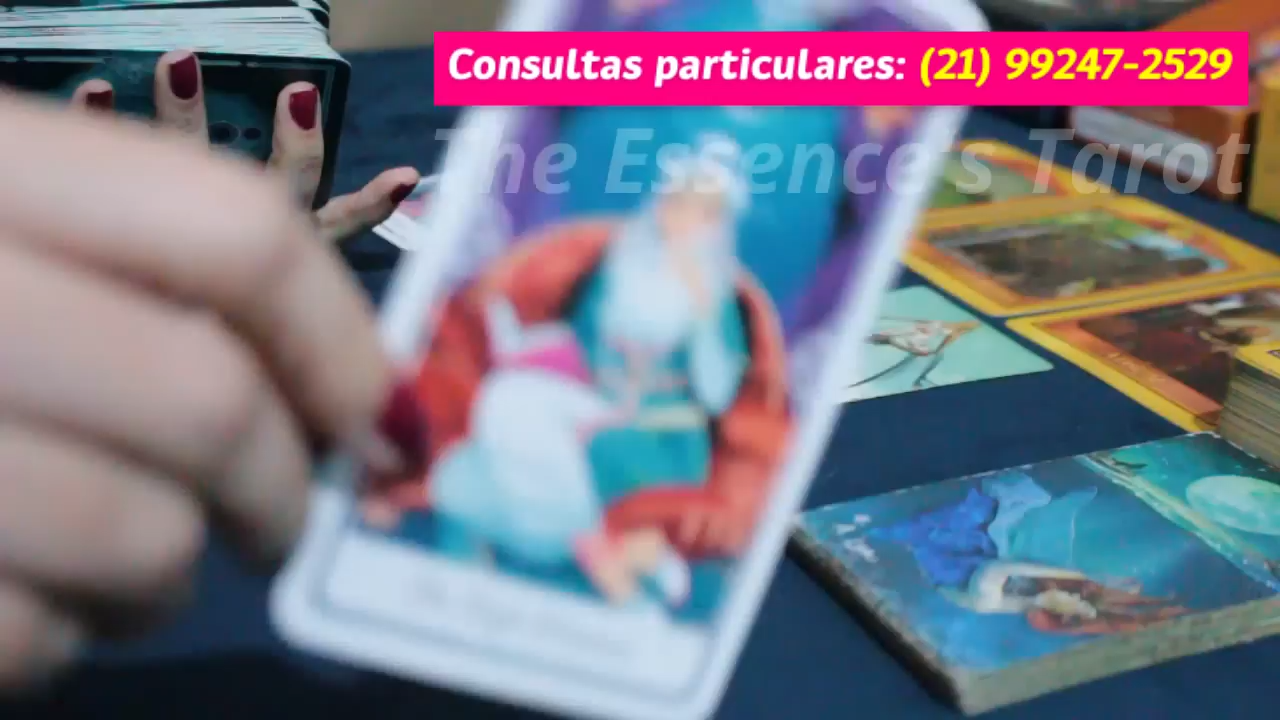 Consultas particulares: (21) 99247-2529
The Essence's Tarot